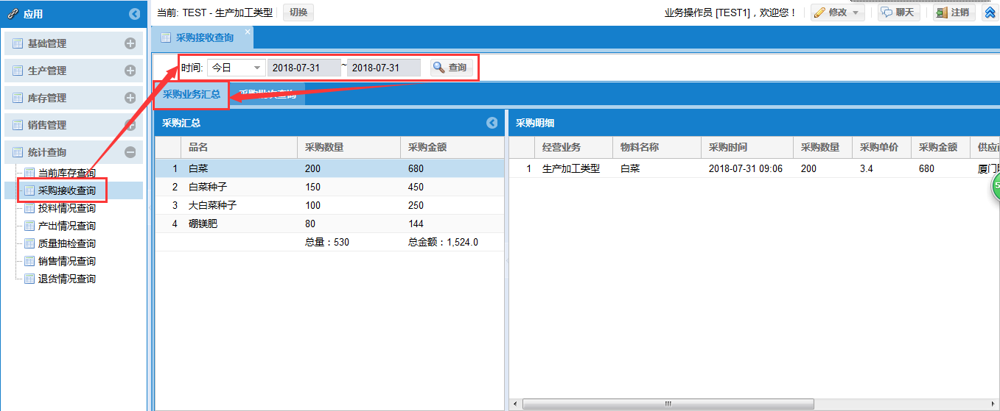 应用
当前: TEST - 生产加工类型 切换
业务操作员 [TEST1]，欢迎您！ 修改 聊天 注销
基础管理
生产管理
库存管理
销售管理
统计查询
当前库存查询
采购接收查询
投料情况查询
产出情况查询
质量抽检查询
销售情况查询
退货情况查询
采购接收查询
时间: 今日 2018-07-31 ~ 2018-07-31 查询
采购业务汇总 采购批次查询
采购汇总
品名 采购数量 采购金额
1 白菜 200 680
2 白菜种子 150 450
3 大白菜种子 100 250
4 硼镁肥 80 144
总量：530 总金额：1,524.0
采购明细
经营业务 物料名称 采购时间 采购数量 采购单价 采购金额 供应
1 生产加工类型 白菜 2018-07-31 09:06 200 3.4 680 厦门
5